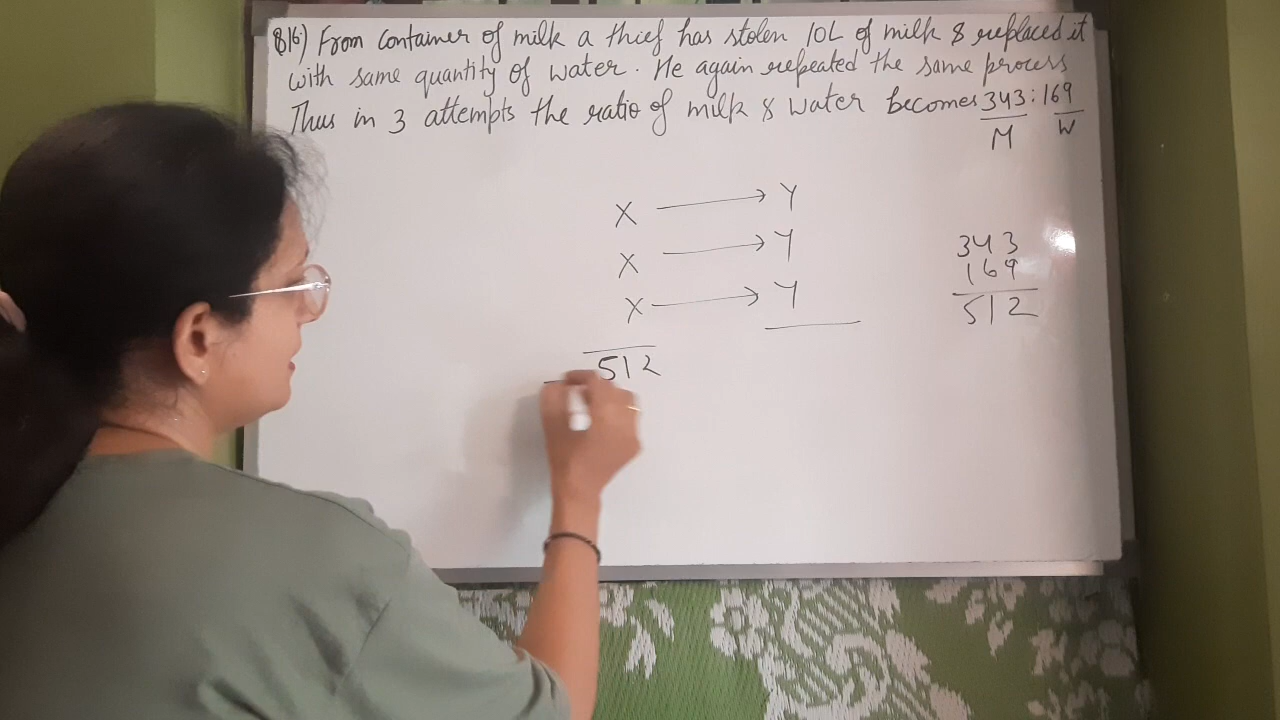 Q16.) From Container of milk a thief has stolen 10L of milk & replaced it
with same quantity of water. He again repeated the same process
Thus in 3 attempts the ratio of milk & water becomes 343:169
M W
X → Y
X → Y
X → Y
512
343
169
512